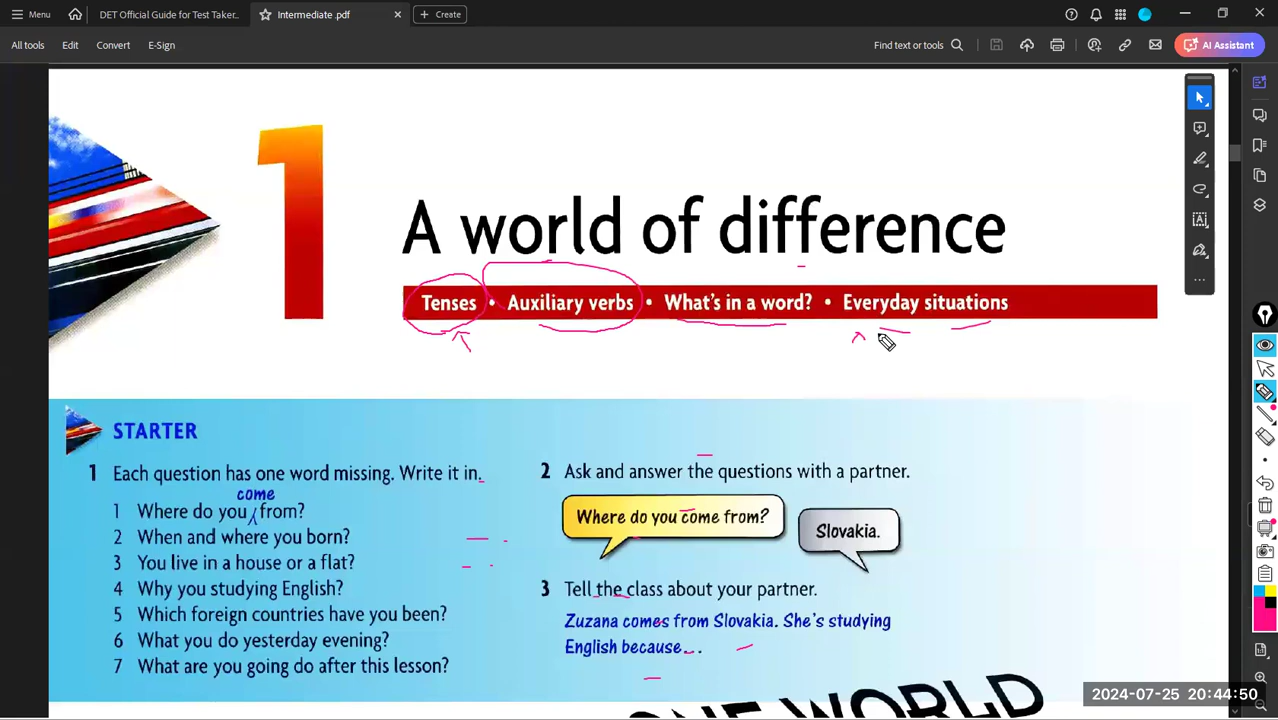 Menu
DET Official Guide for Test Taker...
Intermediate .pdf
Create
All tools
Edit
Convert
E-Sign
Find text or tools
AI Assistant
1
A world of difference
Tenses • Auxiliary verbs • What's in a word? • Everyday situations
STARTER
1 Each question has one word missing. Write it in.
come
1 Where do you from?
2 When and where you born?
3 You live in a house or a flat?
4 Why you studying English?
5 Which foreign countries have you been?
6 What you do yesterday evening?
7 What are you going do after this lesson?
2 Ask and answer the questions with a partner.
Where do you come from?
Slovakia.
3 Tell the class about your partner.
Zuzana comes from Slovakia. She's studying
English because...
ONE WORLD
2024-07-25 20:44:50